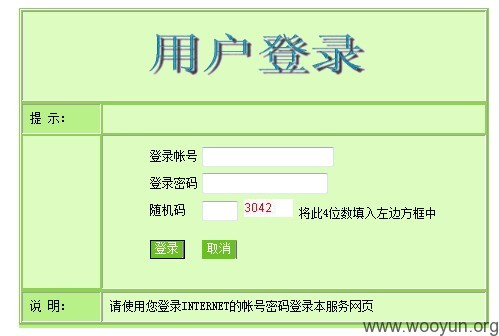 用户登录
提 示:
登录帐号
登录密码
随机码 3042 将此4位数填入左边方框中
登录 取消
说 明: 请使用您登录INTERNET的帐号密码登录本服务网页
www.wooyun.org